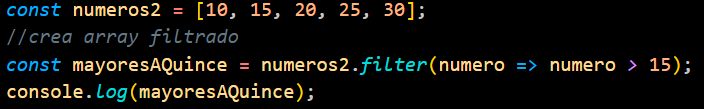 const numeros2 = [10, 15, 20, 25, 30];
//crea array filtrado
const mayoresAQuince = numeros2.filter(numero => numero > 15);
console.log(mayoresAQuince);